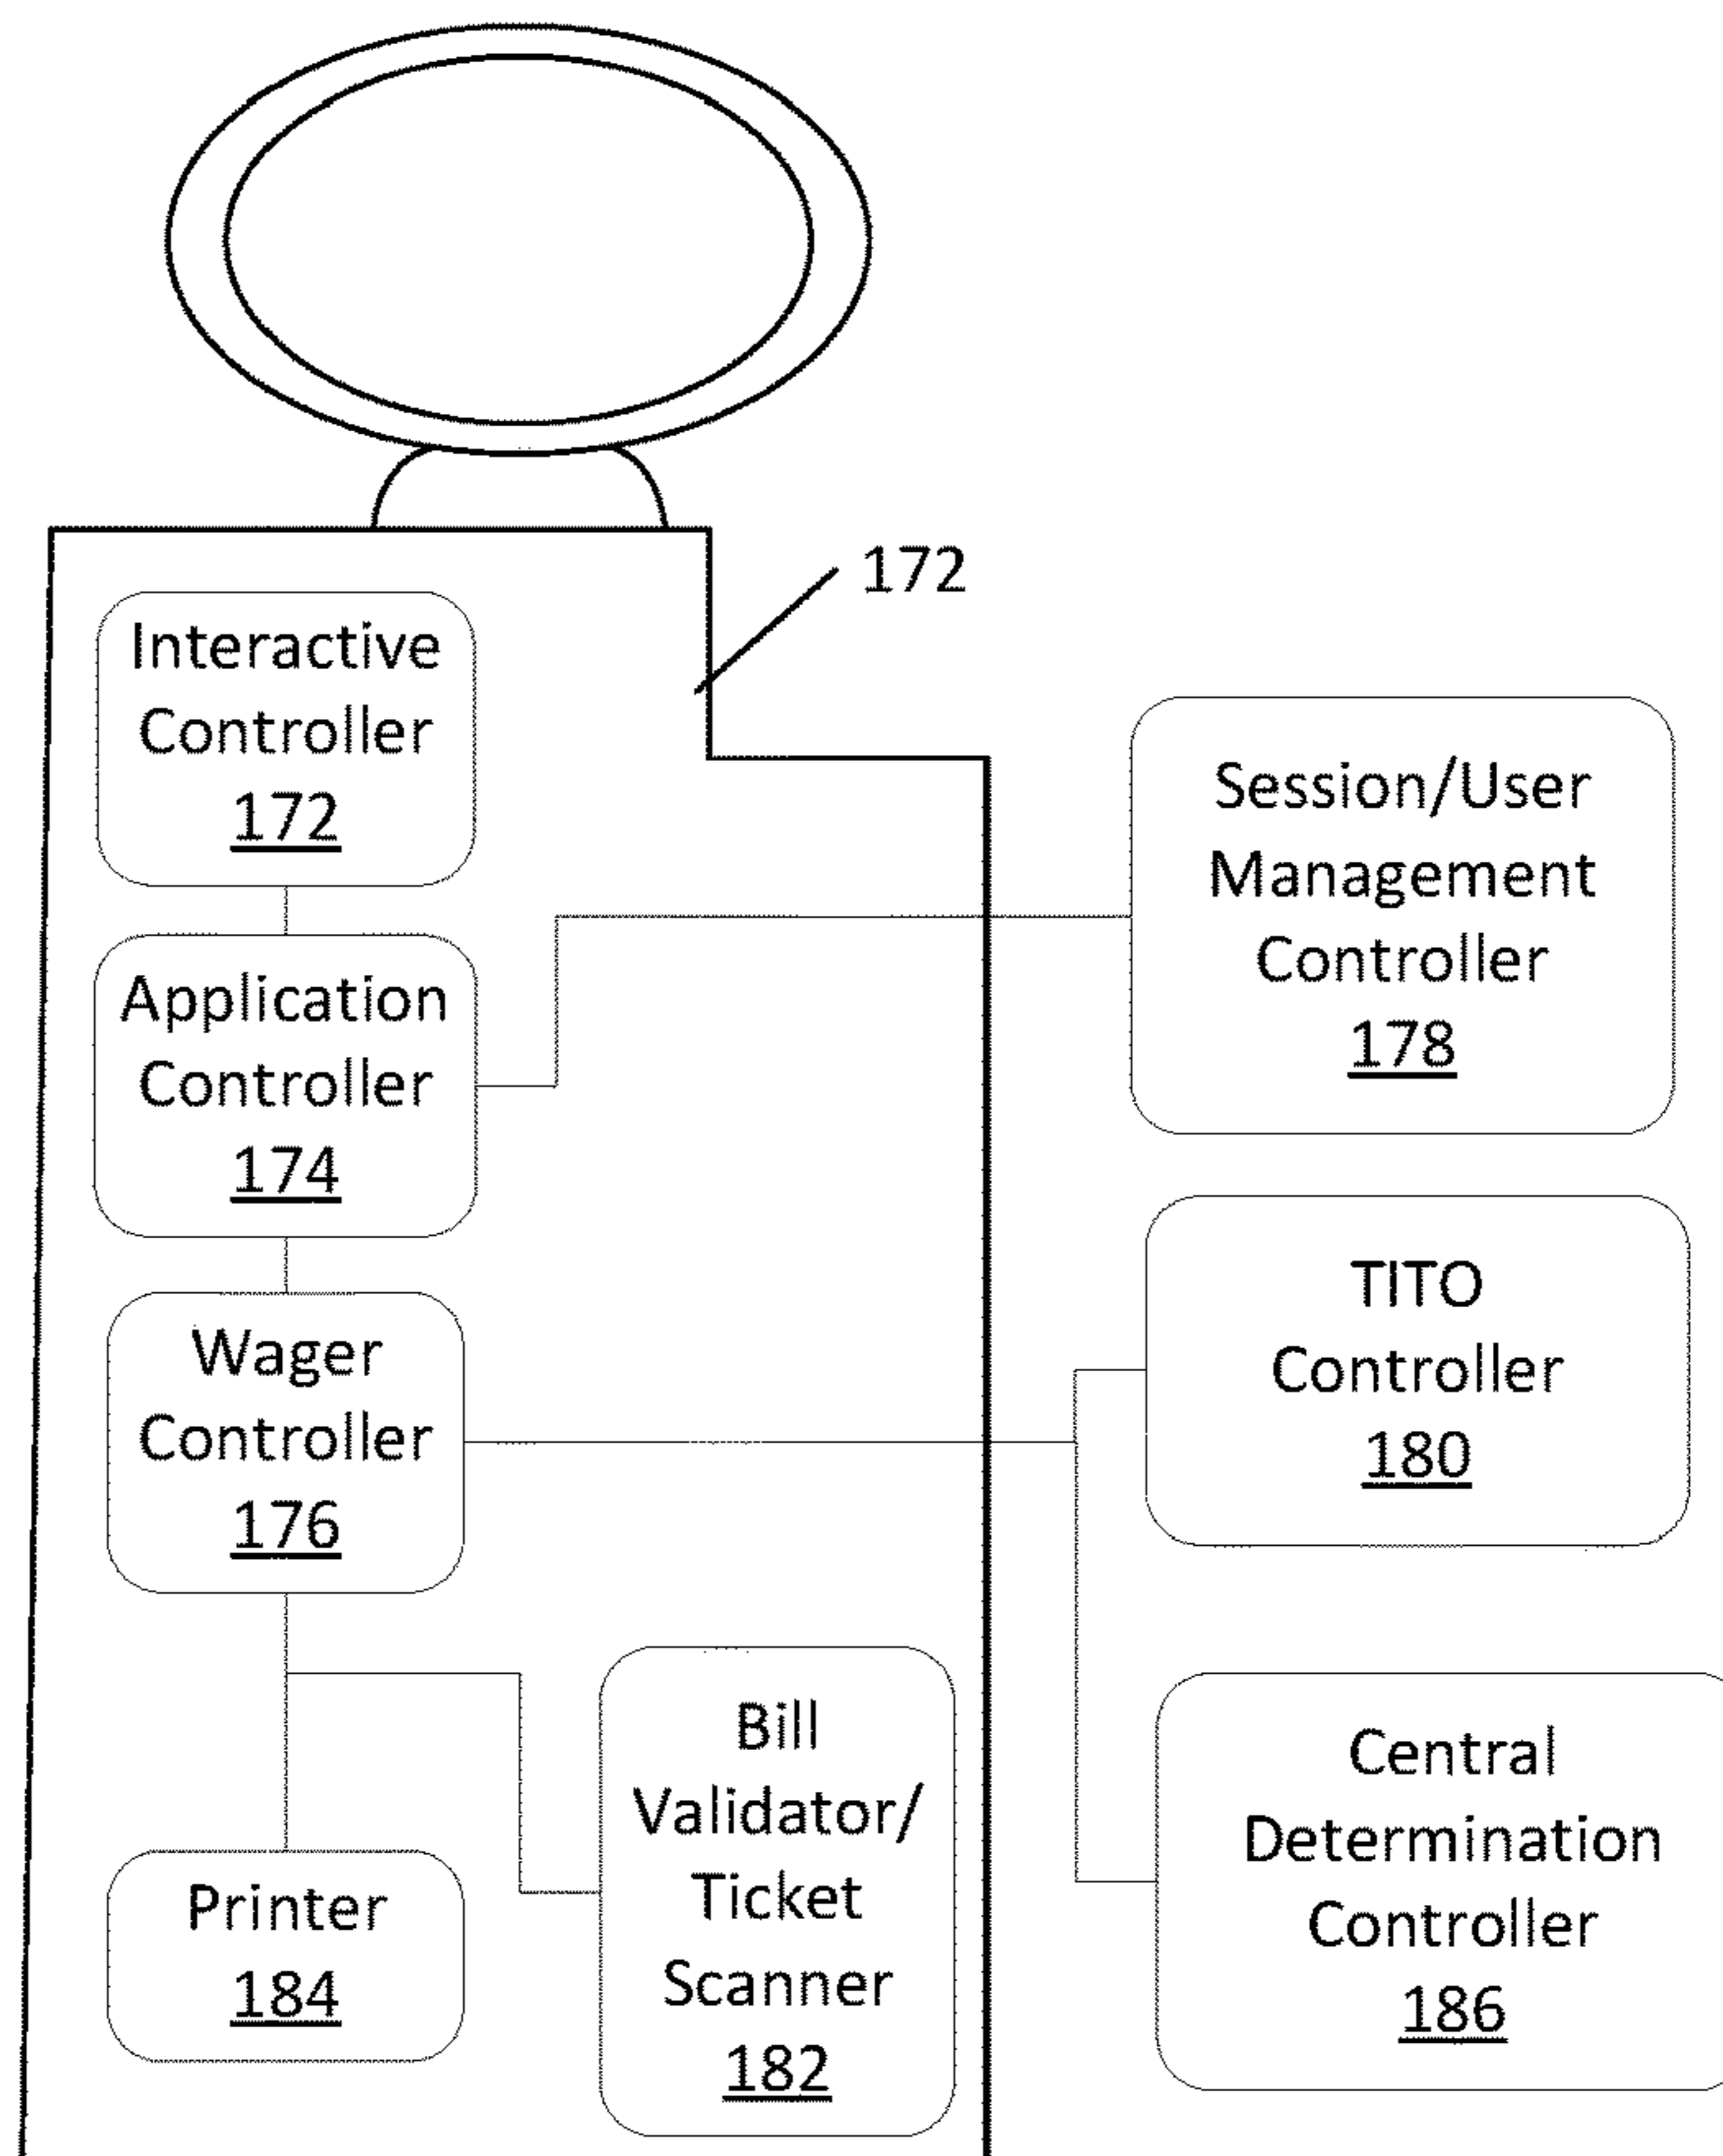 172
Interactive
Controller
172
Application
Controller
174
Wager
Controller
176
Printer
184
Bill
Validator/
Ticket
Scanner
182
Session/User
Management
Controller
178
TITO
Controller
180
Central
Determination
Controller
186